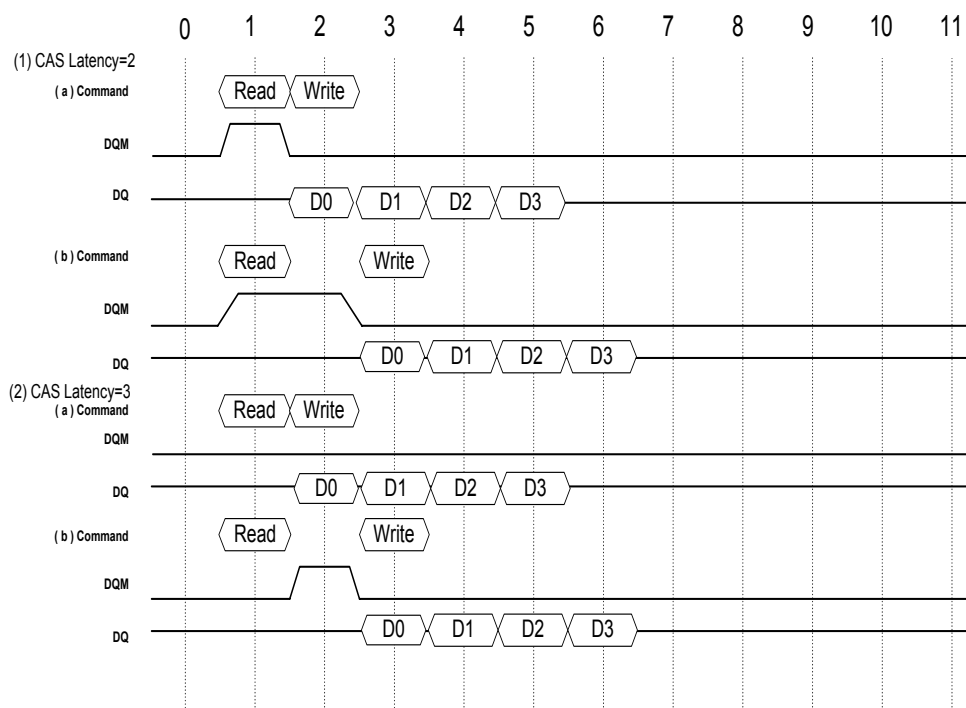 0 1 2 3 4 5 6 7 8 9 10 11
(1) CAS Latency=2
( a ) Command Read Write
DQM
DQ D0 D1 D2 D3
( b ) Command Read Write
DQM
DQ D0 D1 D2 D3
(2) CAS Latency=3
( a ) Command Read Write
DQM
DQ D0 D1 D2 D3
( b ) Command Read Write
DQM
DQ D0 D1 D2 D3